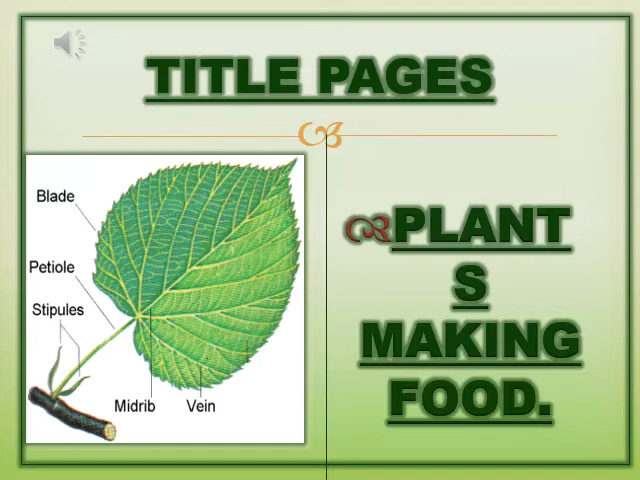 TITLE PAGES
Blade
Petiole
Stipules
Midrib
Vein
PLANT
S
MAKING
FOOD.